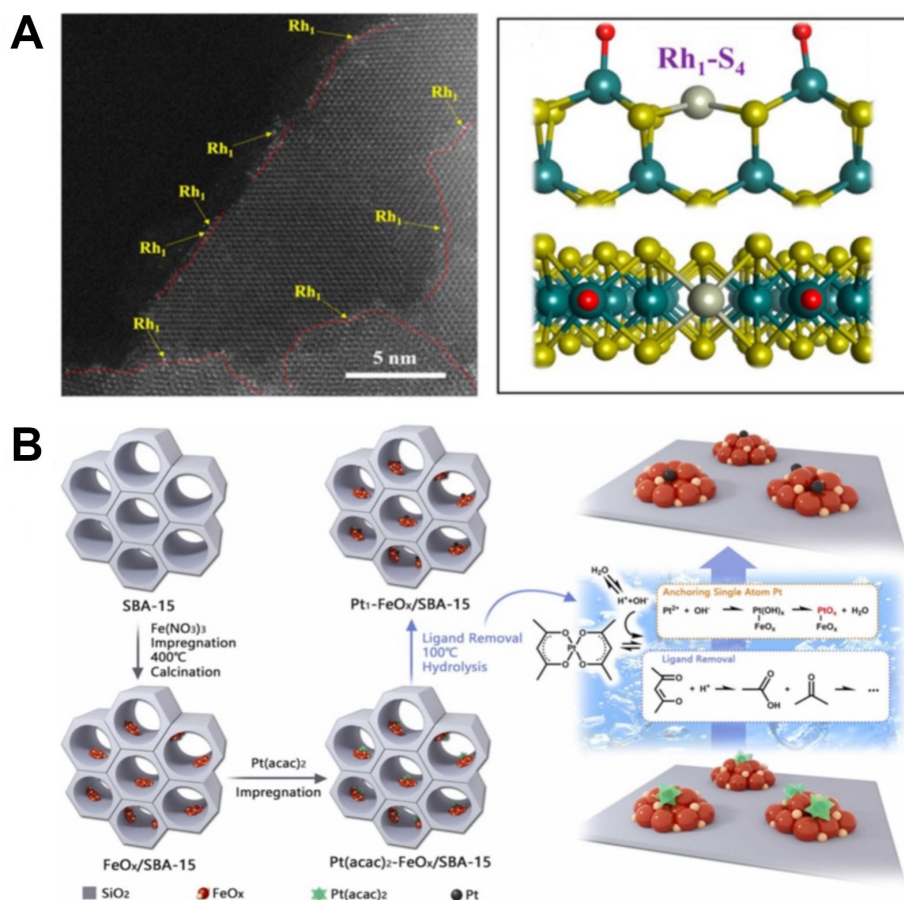 A
Rh₁
Rh₁
Rh₁
Rh₁
Rh₁
Rh₁
Rh₁
Rh₁
5 nm
Rh₁-S₄
B
SBA-15
Fe(NO₃)₃
Impregnation
400℃
Calcination
FeOₓ/SBA-15
Pt(acac)₂
Impregnation
Pt(acac)₂-FeOₓ/SBA-15
Ligand Removal
100℃
Hydrolysis
Pt₁-FeOₓ/SBA-15
H₂O
H⁺+OH⁻
O O
Pt
O O
Anchoring Single Atom Pt
Pt²⁺ + OH⁻ Pt(OH)ₓ PtOₓ + H₂O
FeOₓ FeOₓ
Ligand Removal
O
O + H⁺ O OH + O ...
SiO₂ FeOₓ Pt(acac)₂ Pt